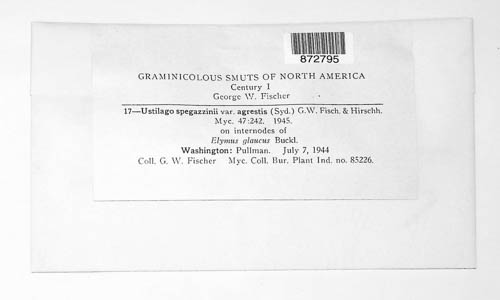 872795
GRAMINICOLOUS SMUTS OF NORTH AMERICA
Century I
George W. Fischer
17—Ustilago spegazzinii var. agrestis (Syd.) G.W. Fisch. & Hirschh.
Myc. 47:242. 1945.
on internodes of
Elymus glaucus Buckl.
Washington: Pullman. July 7, 1944
Coll. G. W. Fischer Myc. Coll. Bur. Plant Ind. no. 85226.